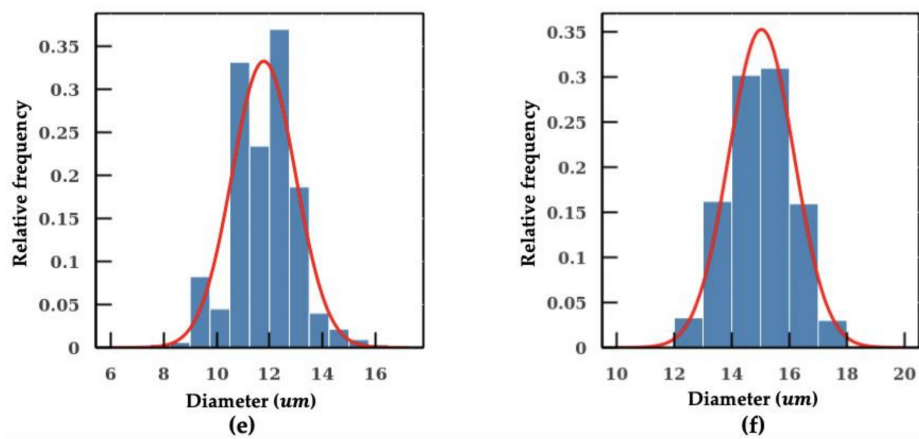 0.35
0.3
0.25
0.2
0.15
0.1
0.05
0
Relative frequency
6 8 10 12 14 16
Diameter (um)
(e)
0.35
0.3
0.25
0.2
0.15
0.1
0.05
0
Relative frequency
10 12 14 16 18 20
Diameter (um)
(f)